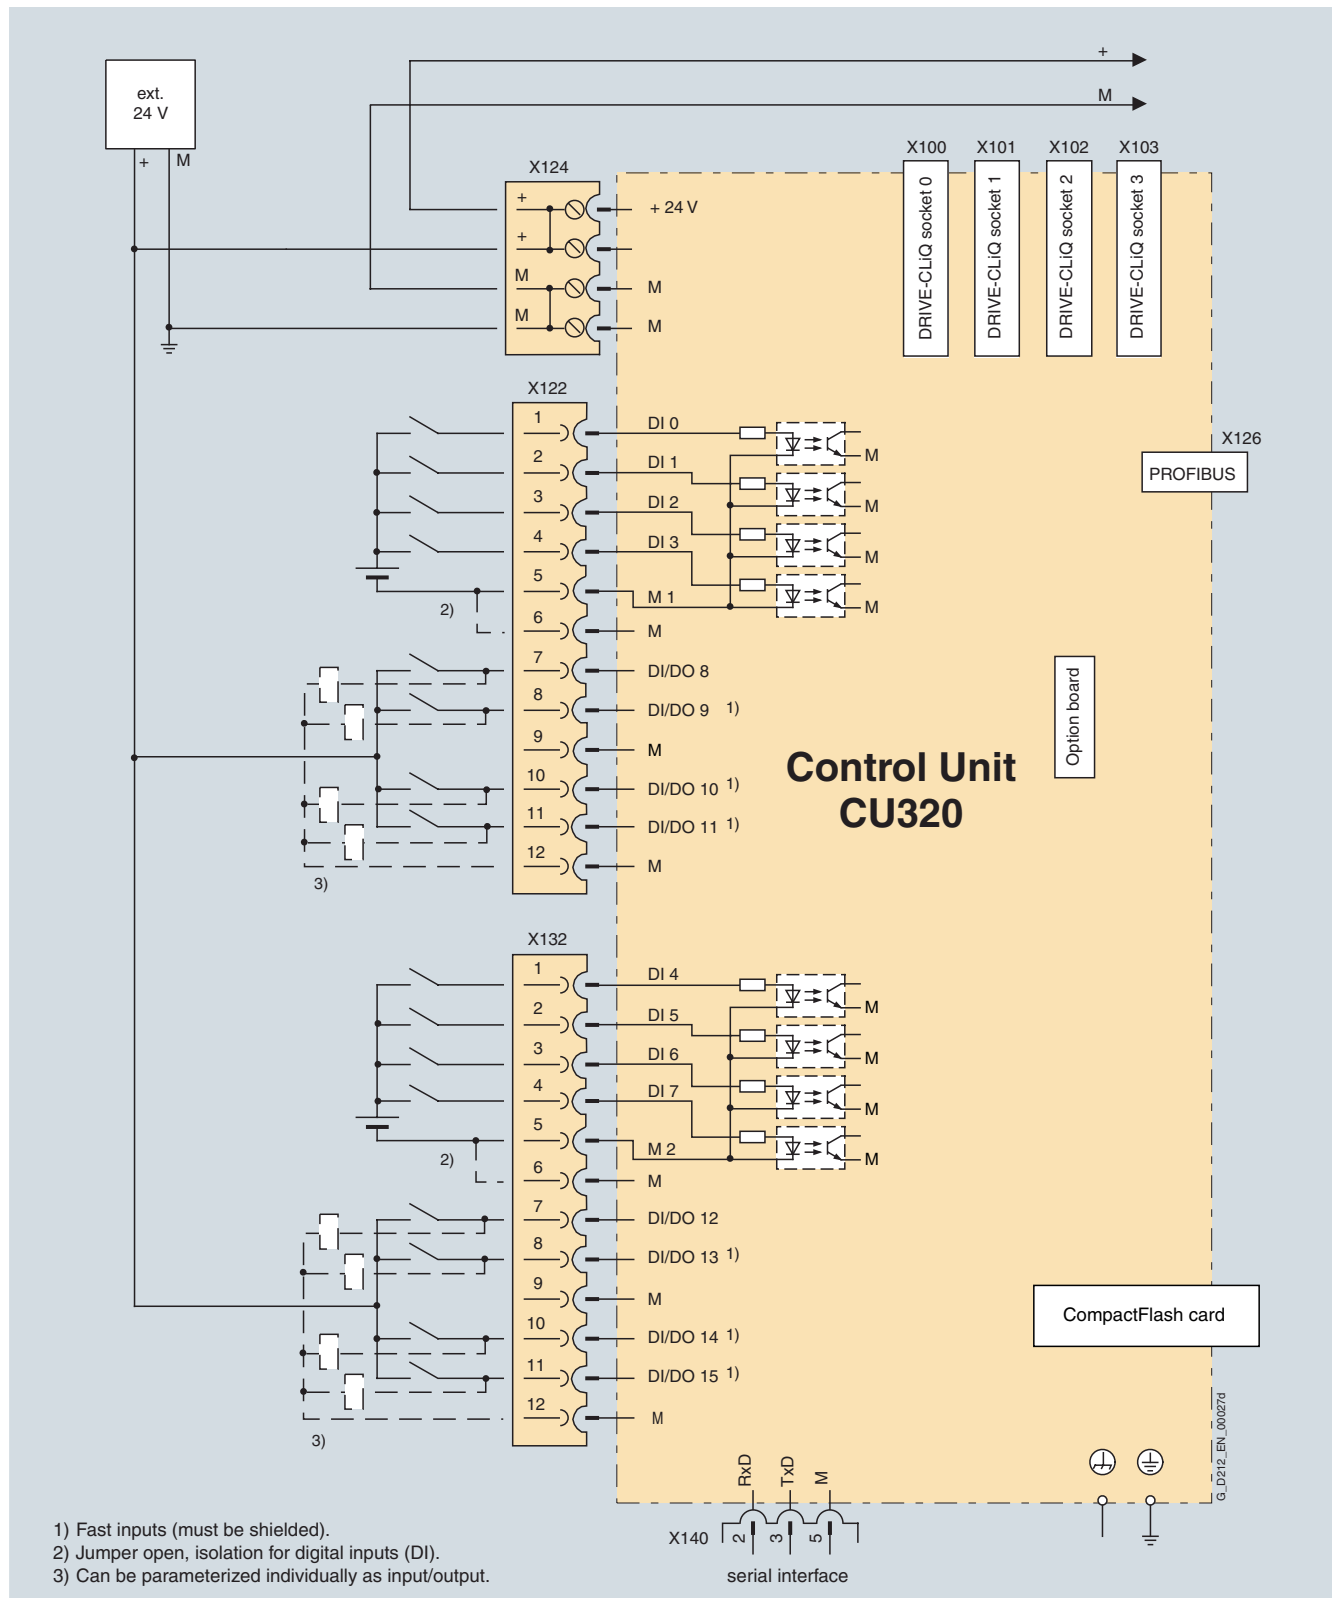 +
M
ext.
24 V
+ M
X124
+
+
M
M
+ 24 V
M
M
X100 X101 X102 X103
DRIVE-CLiQ socket 0
DRIVE-CLiQ socket 1
DRIVE-CLiQ socket 2
DRIVE-CLiQ socket 3
X126
PROFIBUS
X122
1 DI 0 M
2 DI 1 M
3 DI 2 M
4 DI 3 M
5 M 1
2)
6 M
7 DI/DO 8
8 DI/DO 9 1)
9 M
10 DI/DO 10 1)
11 DI/DO 11 1)
12 M
3)
Option board
Control Unit
CU320
X132
1 DI 4 M
2 DI 5 M
3 DI 6 M
4 DI 7 M
5 M 2
2)
6 M
7 DI/DO 12
8 DI/DO 13 1)
9 M
10 DI/DO 14 1)
11 DI/DO 15 1)
12 M
3)
CompactFlash card
G_D212_EN_00027d
RxD TxD M
X140 2 3 5
serial interface
1) Fast inputs (must be shielded).
2) Jumper open, isolation for digital inputs (DI).
3) Can be parameterized individually as input/output.